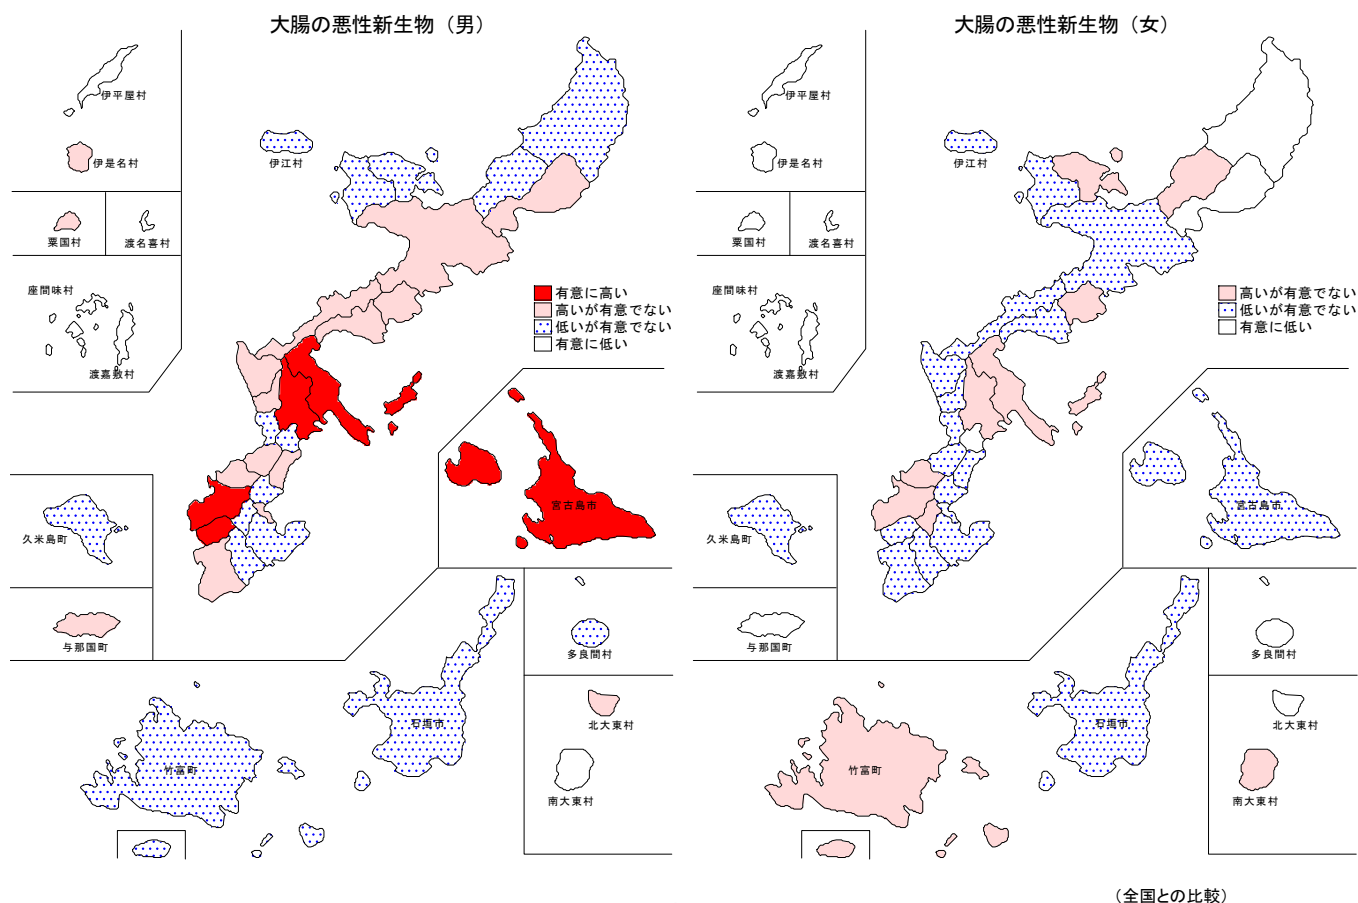 大腸の悪性新生物（男）
伊平屋村
伊是名村
伊江村
粟国村
渡名喜村
座間味村
渡嘉敷村
有意に高い
高いが有意でない
低いが有意でない
有意に低い
宮古島市
久米島町
与那国町
多良間村
石垣市
北大東村
竹富町
南大東村
大腸の悪性新生物（女）
伊平屋村
伊是名村
伊江村
粟国村
渡名喜村
座間味村
渡嘉敷村
高いが有意でない
低いが有意でない
有意に低い
宮古島市
久米島町
与那国町
多良間村
石垣市
北大東村
竹富町
南大東村
（全国との比較）